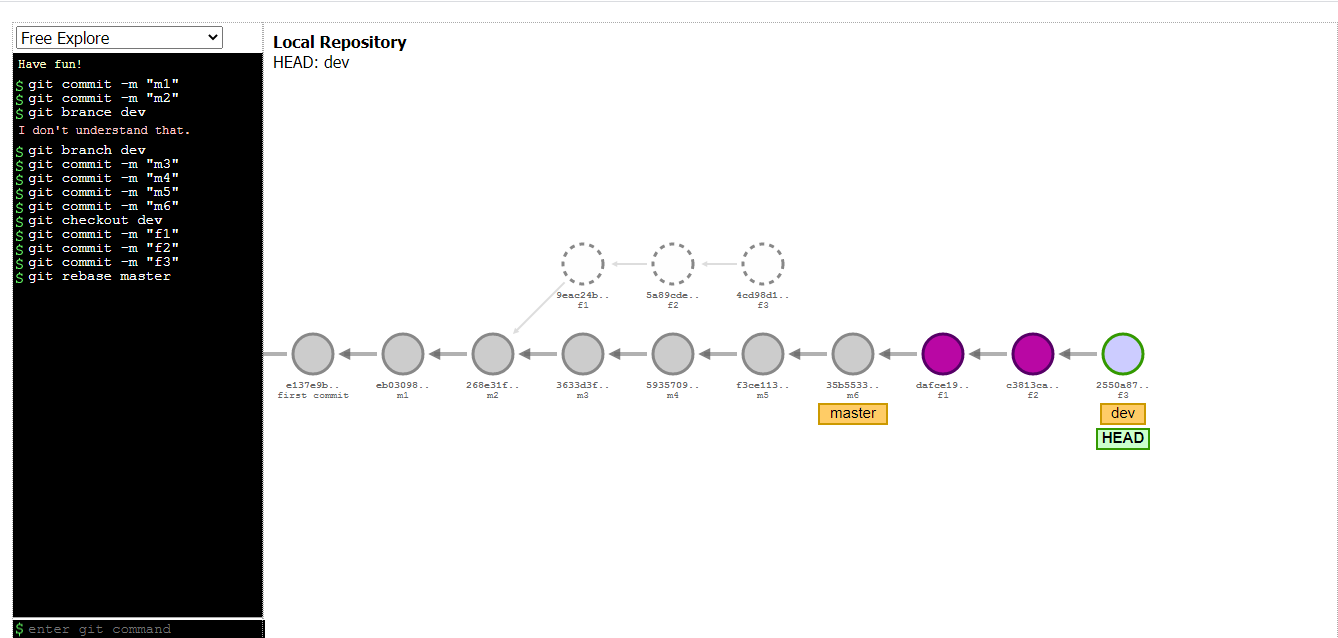 Free Explore
Have fun!
$ git commit -m "m1"
$ git commit -m "m2"
$ git brance dev
I don't understand that.
$ git branch dev
$ git commit -m "m3"
$ git commit -m "m4"
$ git commit -m "m5"
$ git commit -m "m6"
$ git checkout dev
$ git commit -m "f1"
$ git commit -m "f2"
$ git commit -m "f3"
$ git rebase master
$ enter git command
Local Repository
HEAD: dev
9eac24b.. 5a89cde.. 4cd98d1..
f1 f2 f3
e137e9b.. eb03098.. 268e31f.. 3633d3f.. 5935709.. f3ce113.. 35b5533.. dafce19.. c3813ca.. 2550a87..
first commit m1 m2 m3 m4 m5 m6 f1 f2 f3
master dev
HEAD